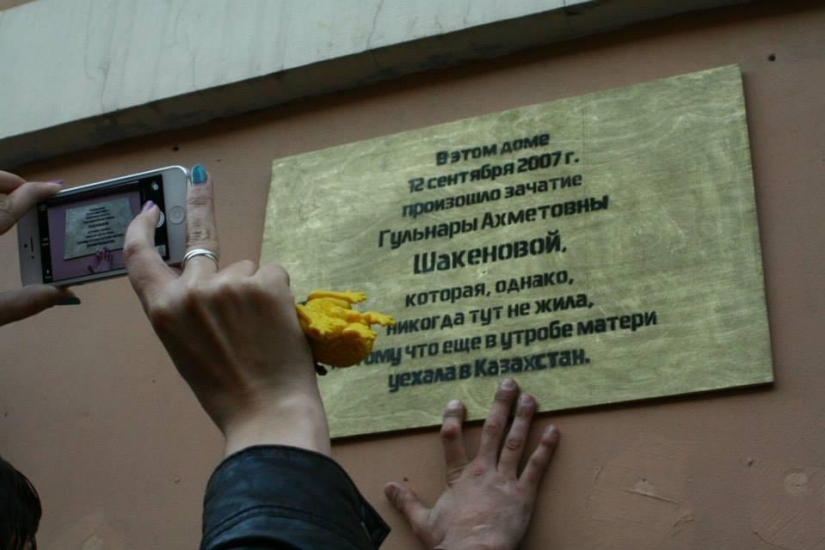 В этом доме
12 сентября 2007 г.
произошло зачатие
Гульнары Ахметовны
Шакеновой,
которая, однако,
никогда тут не жила,
что еще в утробе матери
уехала в Казахстан.